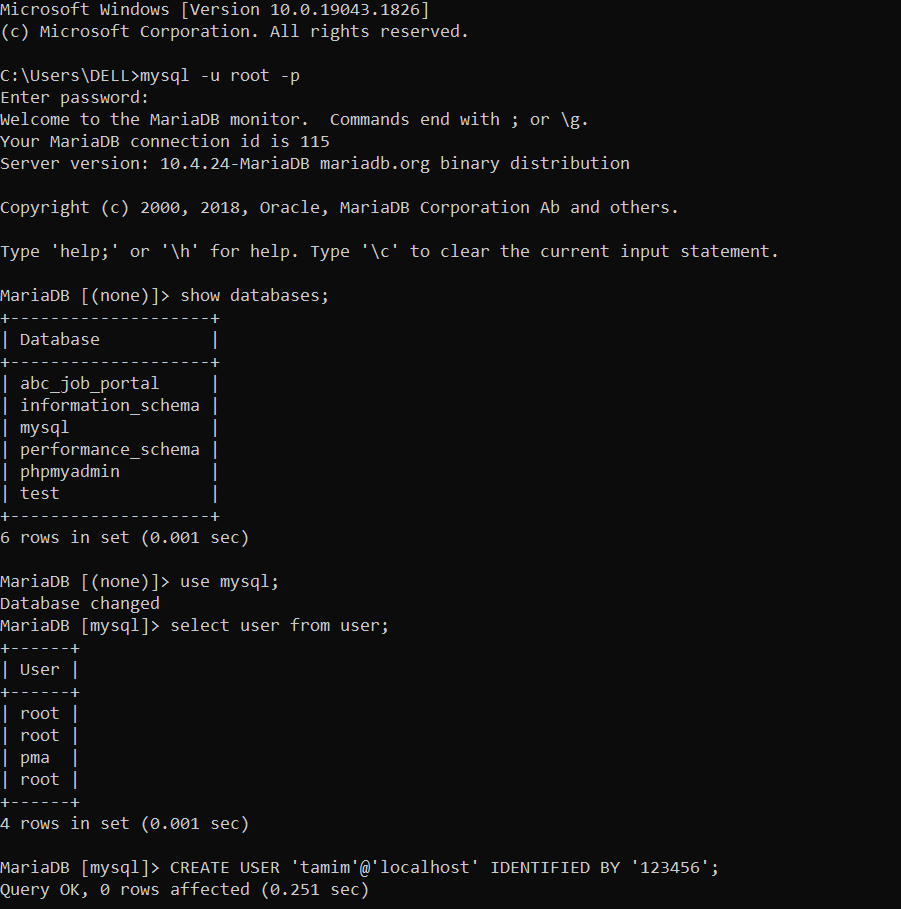 Microsoft Windows [Version 10.0.19043.1826]
(c) Microsoft Corporation. All rights reserved.
C:\Users\DELL>mysql -u root -p
Enter password:
Welcome to the MariaDB monitor.  Commands end with ; or \g.
Your MariaDB connection id is 115
Server version: 10.4.24-MariaDB mariadb.org binary distribution
Copyright (c) 2000, 2018, Oracle, MariaDB Corporation Ab and others.
Type 'help;' or '\h' for help. Type '\c' to clear the current input statement.
MariaDB [(none)]> show databases;
+--------------------+
| Database           |
+--------------------+
| abc_job_portal     |
| information_schema |
| mysql              |
| performance_schema |
| phpmyadmin         |
| test               |
+--------------------+
6 rows in set (0.001 sec)
MariaDB [(none)]> use mysql;
Database changed
MariaDB [mysql]> select user from user;
+------+
| User |
+------+
| root |
| root |
| pma  |
| root |
+------+
4 rows in set (0.001 sec)
MariaDB [mysql]> CREATE USER 'tamim'@'localhost' IDENTIFIED BY '123456';
Query OK, 0 rows affected (0.251 sec)